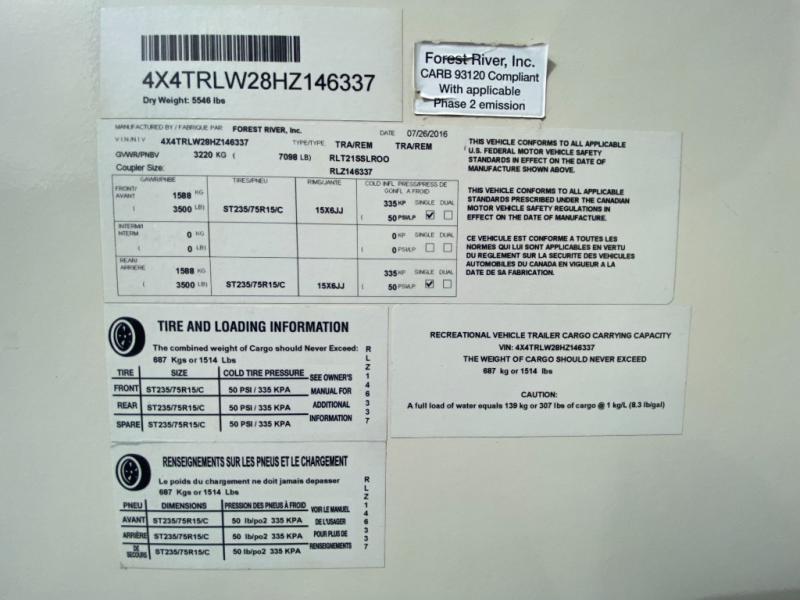 4X4TRLW28HZ146337
Dry Weight: 5546 lbs
Forest River, Inc.
CARB 93120 Compliant
With applicable
Phase 2 emission
MANUFACTURED BY / FABRIQUE PAR FOREST RIVER, Inc. DATE 07/26/2016
V.I.N./N.I.V 4X4TRLW28HZ146337 TYPE/TYPE: TRA/REM TRA/REM
GVWR/PNBV 3220 KG ( 7098 LB) RLT21SSLROO
Coupler Size: RLZ146337
GAWR/PNBE TIRES/PNEU RIMS/JANTE COLD INFL PRESS/PRESS DE GONFL A FROID
FRONT/ AVANT 1588 KG 335 KP SINGLE DUAL
( 3500 LB) ST235/75R15/C 15X6JJ ( 50 PSI/LP
INTERM/I NTERM 0 KG 0 KP SINGLE DUAL
( 0 LB) ( 0 PSI/LP
REAR/ ARRIÈRE 1588 KG 335 KP SINGLE DUAL
( 3500 LB) ST235/75R15/C 15X6JJ ( 50 PSI/LP
THIS VEHICLE CONFORMS TO ALL APPLICABLE
U.S. FEDERAL MOTOR VEHICLE SAFETY
STANDARDS IN EFFECT ON THE DATE OF
MANUFACTURE SHOWN ABOVE.
THIS VEHICLE CONFORMS TO ALL APPLICABLE
STANDARDS PRESCRIBED UNDER THE CANADIAN
MOTOR VEHICLE SAFETY REGULATIONS IN
EFFECT ON THE DATE OF MANUFACTURE.
CE VEHICULE EST CONFORME A TOUTES LES
NORMES QUI LUI SONT APPLICABLES EN VERTU
DU REGLEMENT SUR LA SECURITE DES VEHICULES
AUTOMOBILES DU CANADA EN VIGUEUR A LA
DATE DE SA FABRICATION.
TIRE AND LOADING INFORMATION
The combined weight of Cargo should Never Exceed:
687 Kgs or 1514 Lbs
TIRE SIZE COLD TIRE PRESSURE
FRONT ST235/75R15/C 50 PSI / 335 KPA
REAR ST235/75R15/C 50 PSI / 335 KPA
SPARE ST235/75R15/C 50 PSI / 335 KPA
SEE OWNER'S
MANUAL FOR
ADDITIONAL
INFORMATION
RLZ146337
RECREATIONAL VEHICLE TRAILER CARGO CARRYING CAPACITY
VIN: 4X4TRLW28HZ146337
THE WEIGHT OF CARGO SHOULD NEVER EXCEED
687 kg or 1514 lbs
CAUTION:
A full load of water equals 139 kg or 307 lbs of cargo @ 1 kg/L (8.3 lb/gal)
RENSEIGNEMENTS SUR LES PNEUS ET LE CHARGEMENT
Le poids du chargement ne doit jamais depasser
687 Kgs or 1514 Lbs
PNEU DIMENSIONS PRESSION DES PNEUS À FROID
AVANT ST235/75R15/C 50 lb/po2 335 KPA
ARRIÈRE ST235/75R15/C 50 lb/po2 335 KPA
DE SECOURS ST235/75R15/C 50 lb/po2 335 KPA
VOIR LE MANUEL
DE L'USAGER
POUR PLUS DE
RENSEIGNEMENTS
RLZ146337